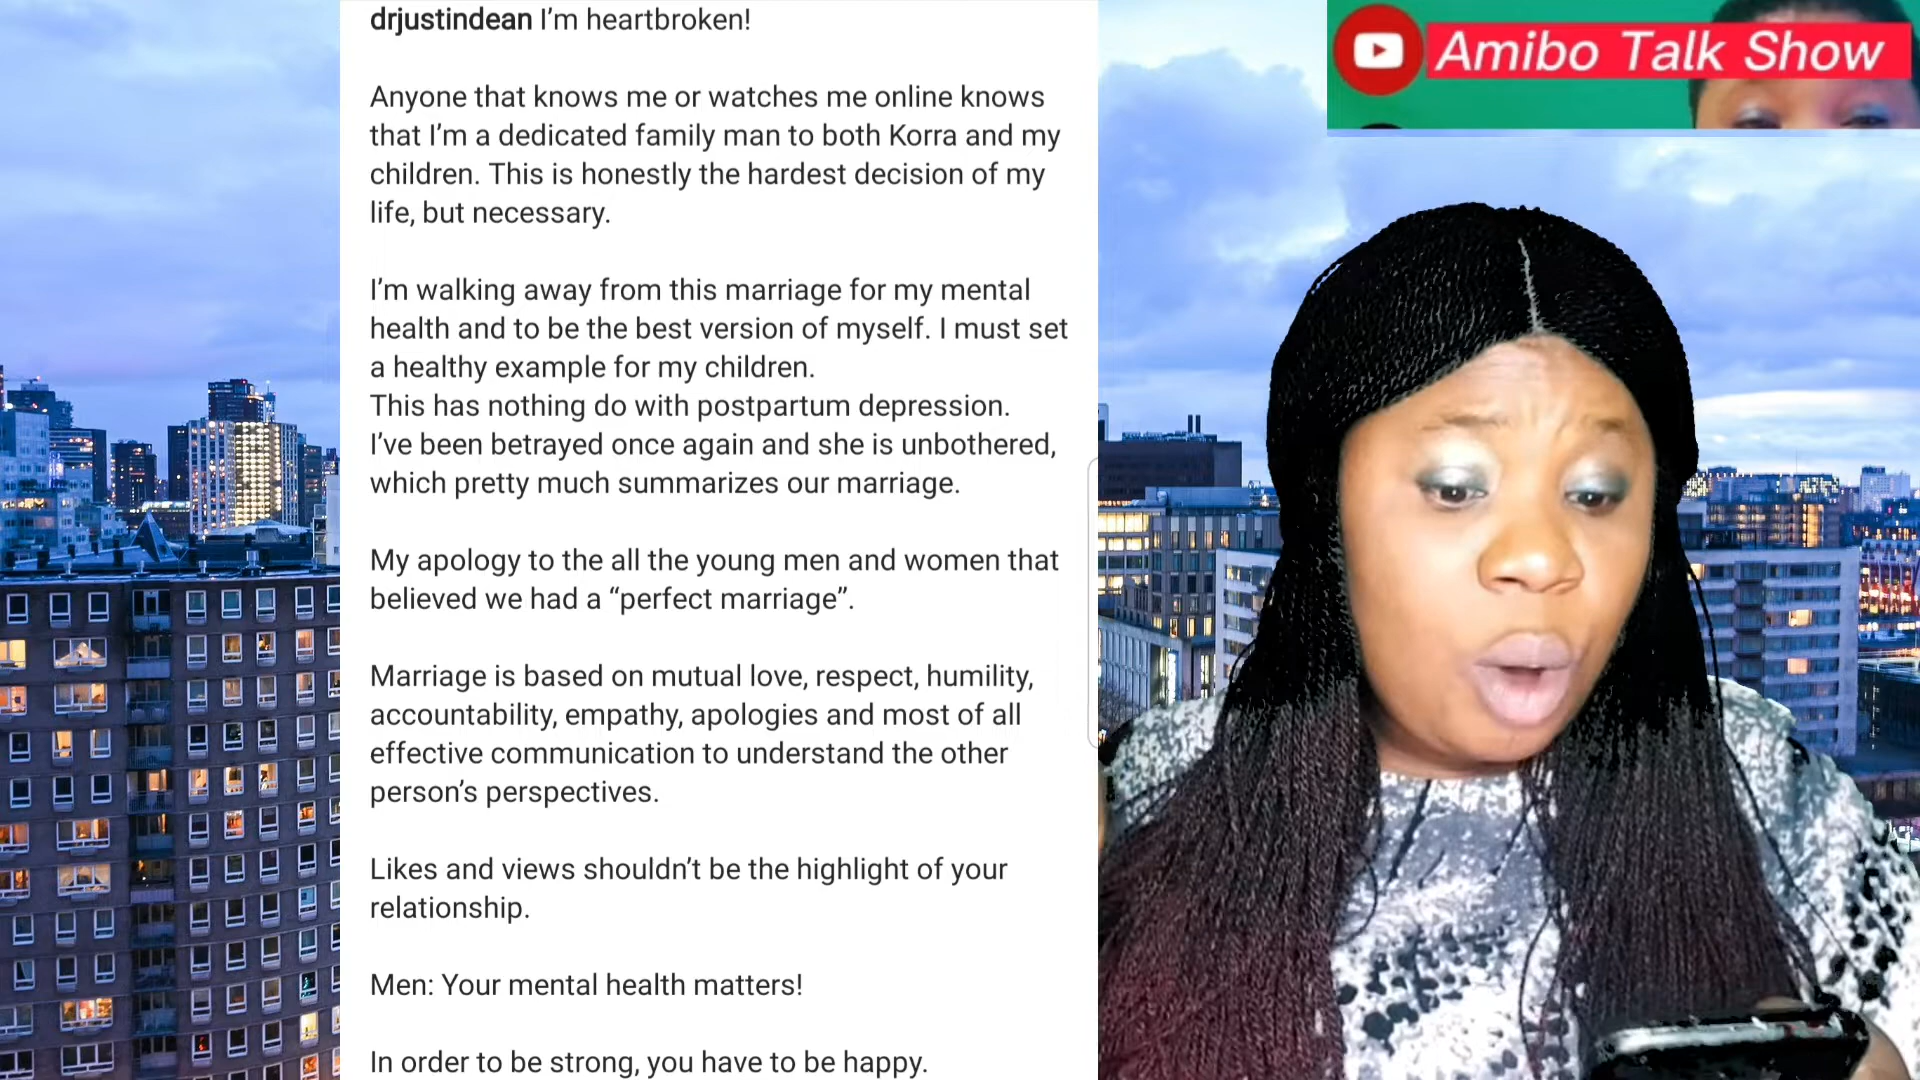 drjustindean I’m heartbroken!
Anyone that knows me or watches me online knows
that I’m a dedicated family man to both Korra and my
children. This is honestly the hardest decision of my
life, but necessary.
I’m walking away from this marriage for my mental
health and to be the best version of myself. I must set
a healthy example for my children.
This has nothing do with postpartum depression.
I’ve been betrayed once again and she is unbothered,
which pretty much summarizes our marriage.
My apology to the all the young men and women that
believed we had a “perfect marriage”.
Marriage is based on mutual love, respect, humility,
accountability, empathy, apologies and most of all
effective communication to understand the other
person’s perspectives.
Likes and views shouldn’t be the highlight of your
relationship.
Men: Your mental health matters!
In order to be strong, you have to be happy.
Amibo Talk Show